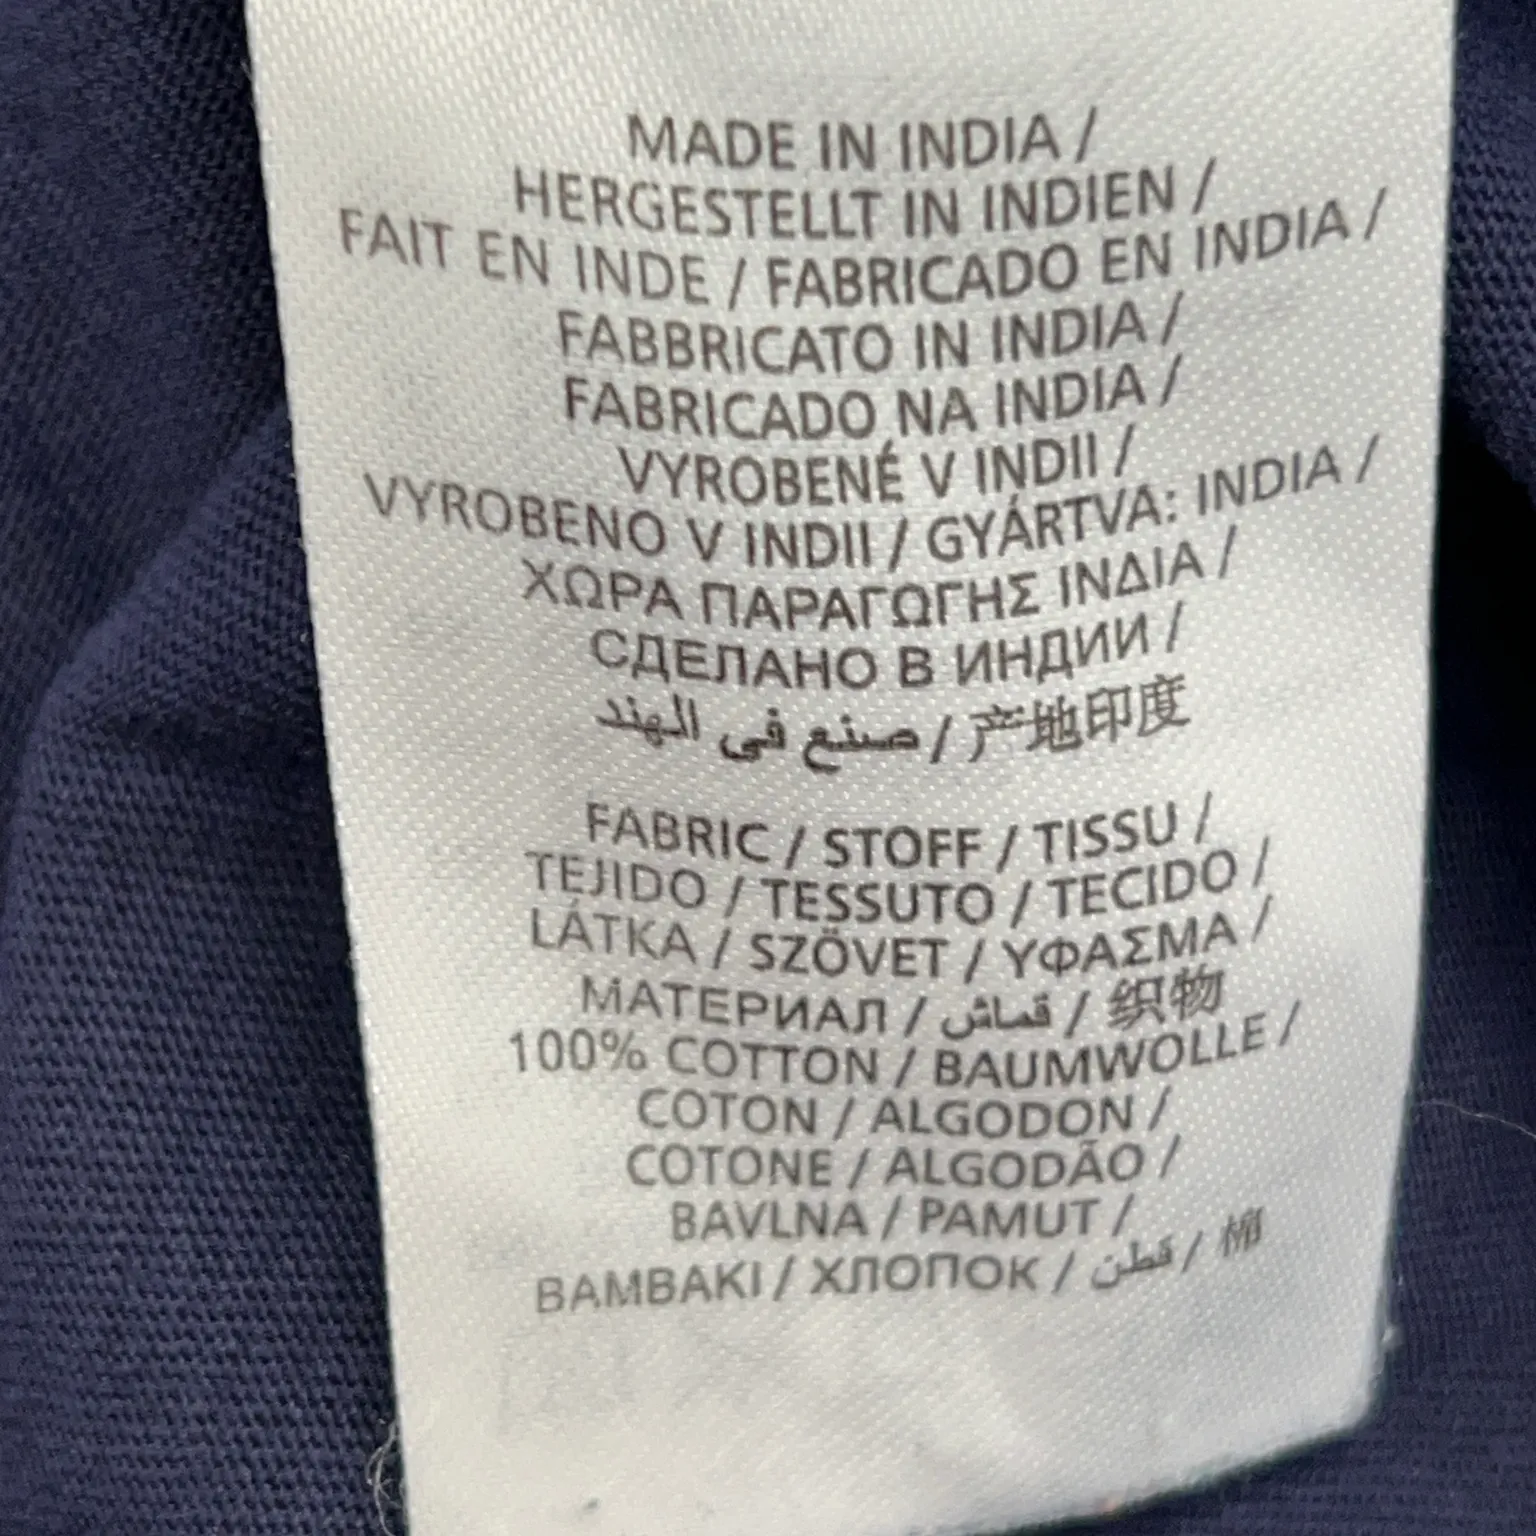 MADE IN INDIA /
HERGESTELLT IN INDIEN /
FAIT EN INDE / FABRICADO EN INDIA /
FABBRICATO IN INDIA /
FABRICADO NA INDIA /
VYROBENÉ V INDII /
VYROBENO V INDII / GYÁRTVA: INDIA /
ΧΩΡΑ ΠΑΡΑΓΩΓΗΣ ΙΝΔΙΑ /
СДЕЛАНО В ИНДИИ /
صنع في الهند / 产地印度
FABRIC / STOFF / TISSU /
TEJIDO / TESSUTO / TECIDO /
LÁTKA / SZÖVET / ΥΦΑΣΜΑ /
МАТЕРИАЛ / قماش / 织物
100% COTTON / BAUMWOLLE /
COTON / ALGODON /
COTONE / ALGODÃO /
BAVLNA / PAMUT /
ΒΑΜΒΑΚΙ / ХЛОПОК / قطن / 棉